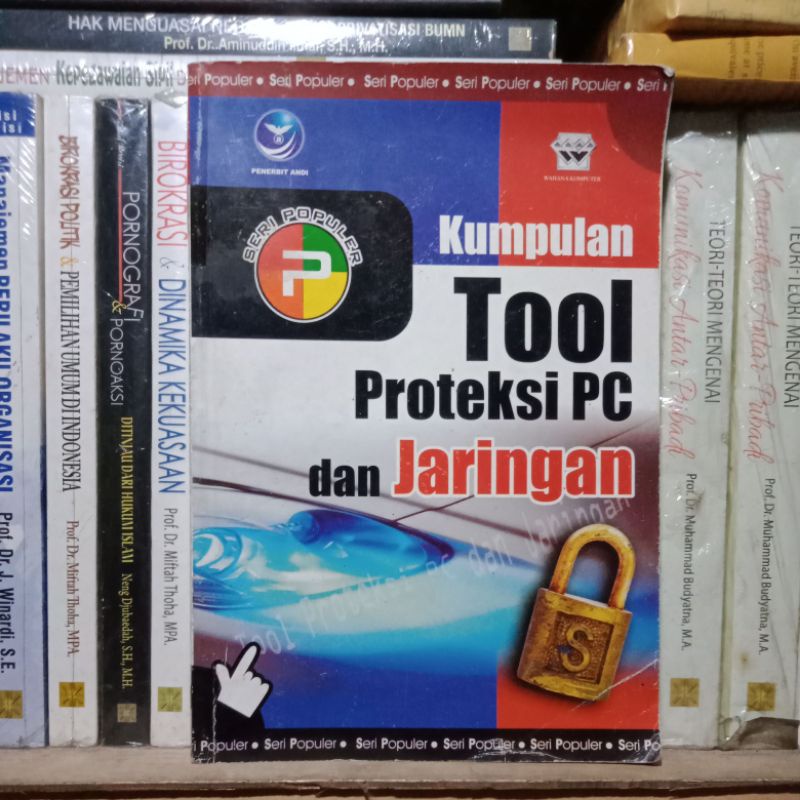 HAK MENGUASAI
PRIVATISASI BUMN
Prof. Dr. Aminuddin Ilmar, S.H., M.H.
Kepegawaian Sipil
Seri Populer • Seri Populer • Seri Populer • Seri Populer • Seri Populer • Seri
PENERBIT ANDI
WAHANA KOMPUTER
SERI POPULER
P
Kumpulan
Tool
Proteksi PC
dan Jaringan
Tool Proteksi PC dan Jaringan
S
Populer • Seri Populer • Seri Populer • Seri Populer • Seri Populer • Seri Po
Manajemen PERILAKU ORGANISASI Prof. Dr. J. Winardi, S.E.
BIROKRASI POLITIK & PEMILIHAN UMUM DI INDONESIA Prof. Dr. Miftah Thoha, MPA.
PORNOGRAFI & PORNOAKSI
DITINJAU DARI HUKUM ISLAM Neng Djubaedah, S.H., M.H.
BIROKRASI & DINAMIKA KEKUASAAN Prof. Dr. Miftah Thoha, MPA.
TEORI-TEORI MENGENAI
Komunikasi Antar Pribadi
Prof. Dr. Muhammad Budyatna, M.A.
TEORI-TEORI MENGENAI
Komunikasi Antar Pribadi
Prof. Dr. Muhammad Budyatna, M.A.